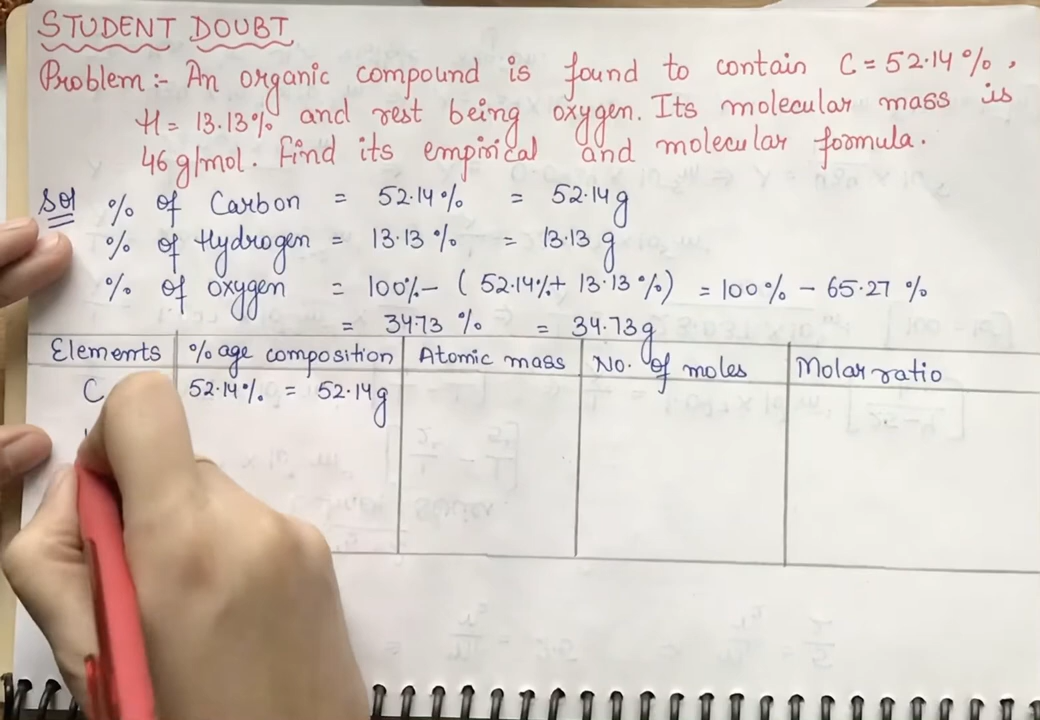 STUDENT DOUBT
Problem :- An organic compound is found to contain C = 52.14 %,
H = 13.13% and rest being oxygen. Its molecular mass is
46 g/mol. Find its empirical and molecular formula.
Sol % of Carbon = 52.14% = 52.14g
% of Hydrogen = 13.13 % = 13.13 g
% of oxygen = 100% - ( 52.14% + 13.13 %) = 100 % - 65.27 %
= 34.73 % = 34.73g
Elements % age composition Atomic mass No. of moles Molar ratio
C 52.14% = 52.14g